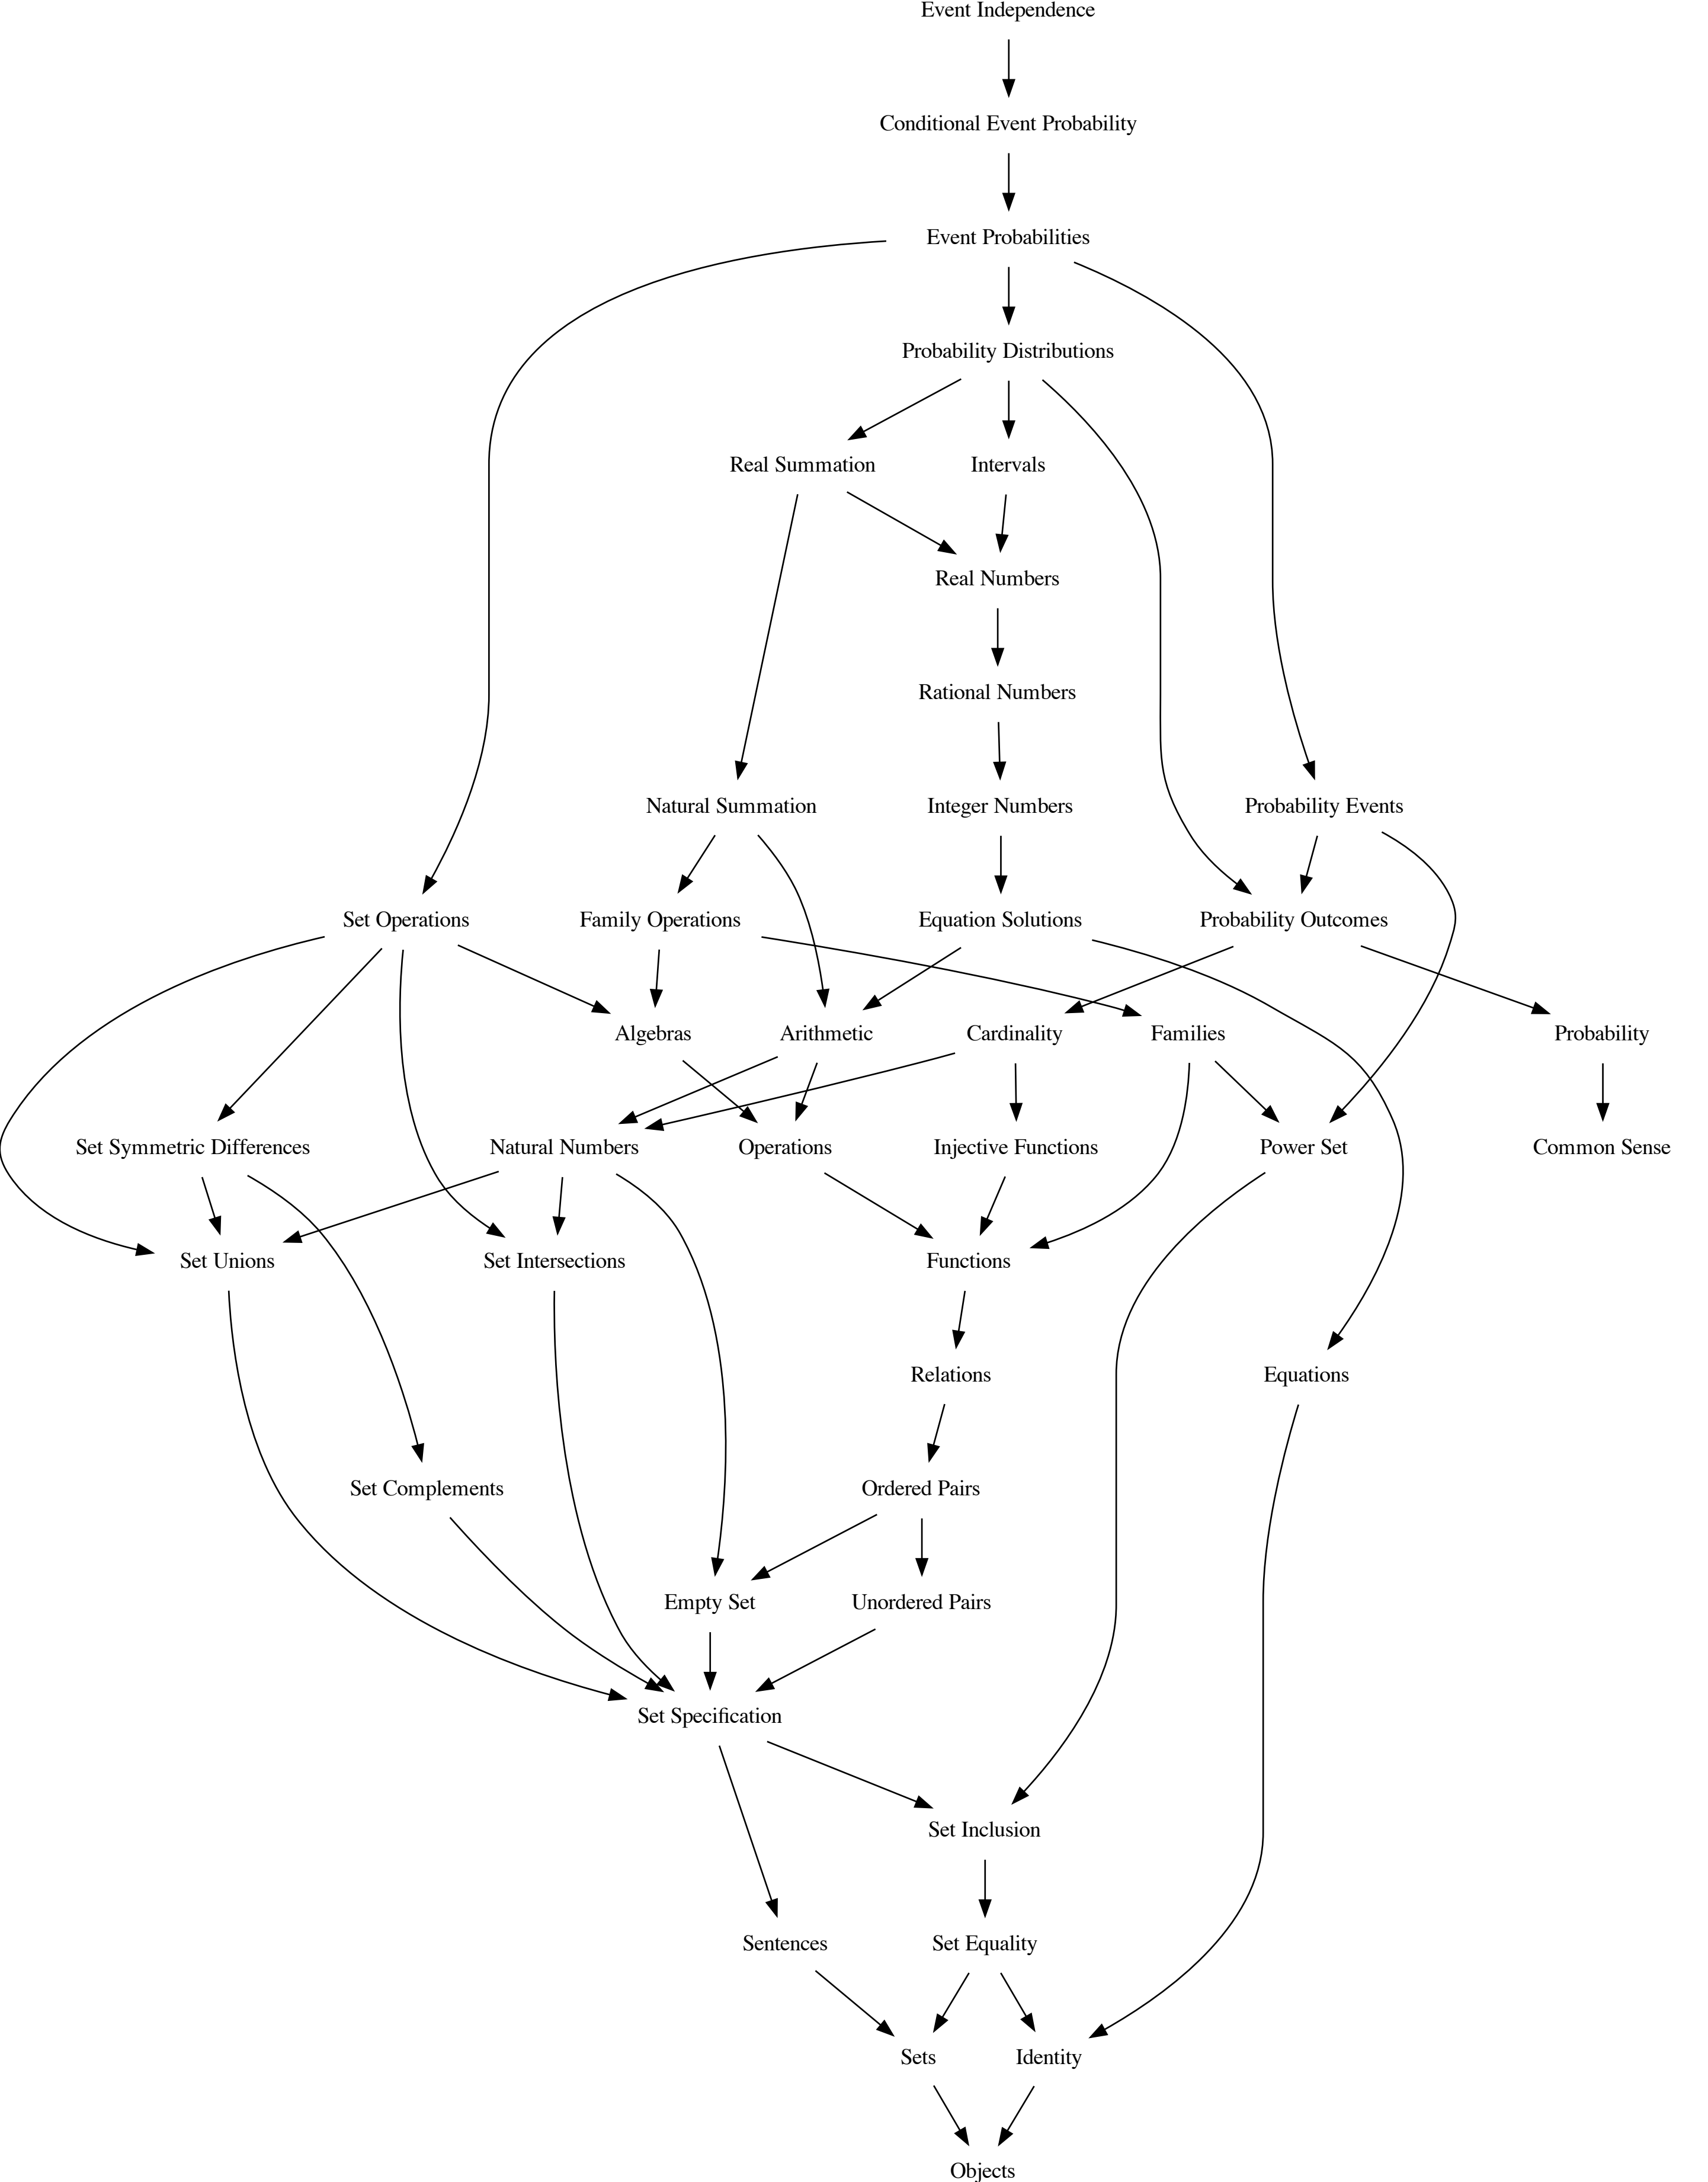 Event Independence
Conditional Event Probability
Event Probabilities
Probability Distributions
Real Summation
Intervals
Real Numbers
Rational Numbers
Natural Summation
Integer Numbers
Probability Events
Set Operations
Family Operations
Equation Solutions
Probability Outcomes
Algebras
Arithmetic
Cardinality
Families
Probability
Set Symmetric Differences
Natural Numbers
Operations
Injective Functions
Power Set
Common Sense
Set Unions
Set Intersections
Functions
Relations
Equations
Set Complements
Ordered Pairs
Empty Set
Unordered Pairs
Set Specification
Set Inclusion
Sentences
Set Equality
Sets
Identity
Objects